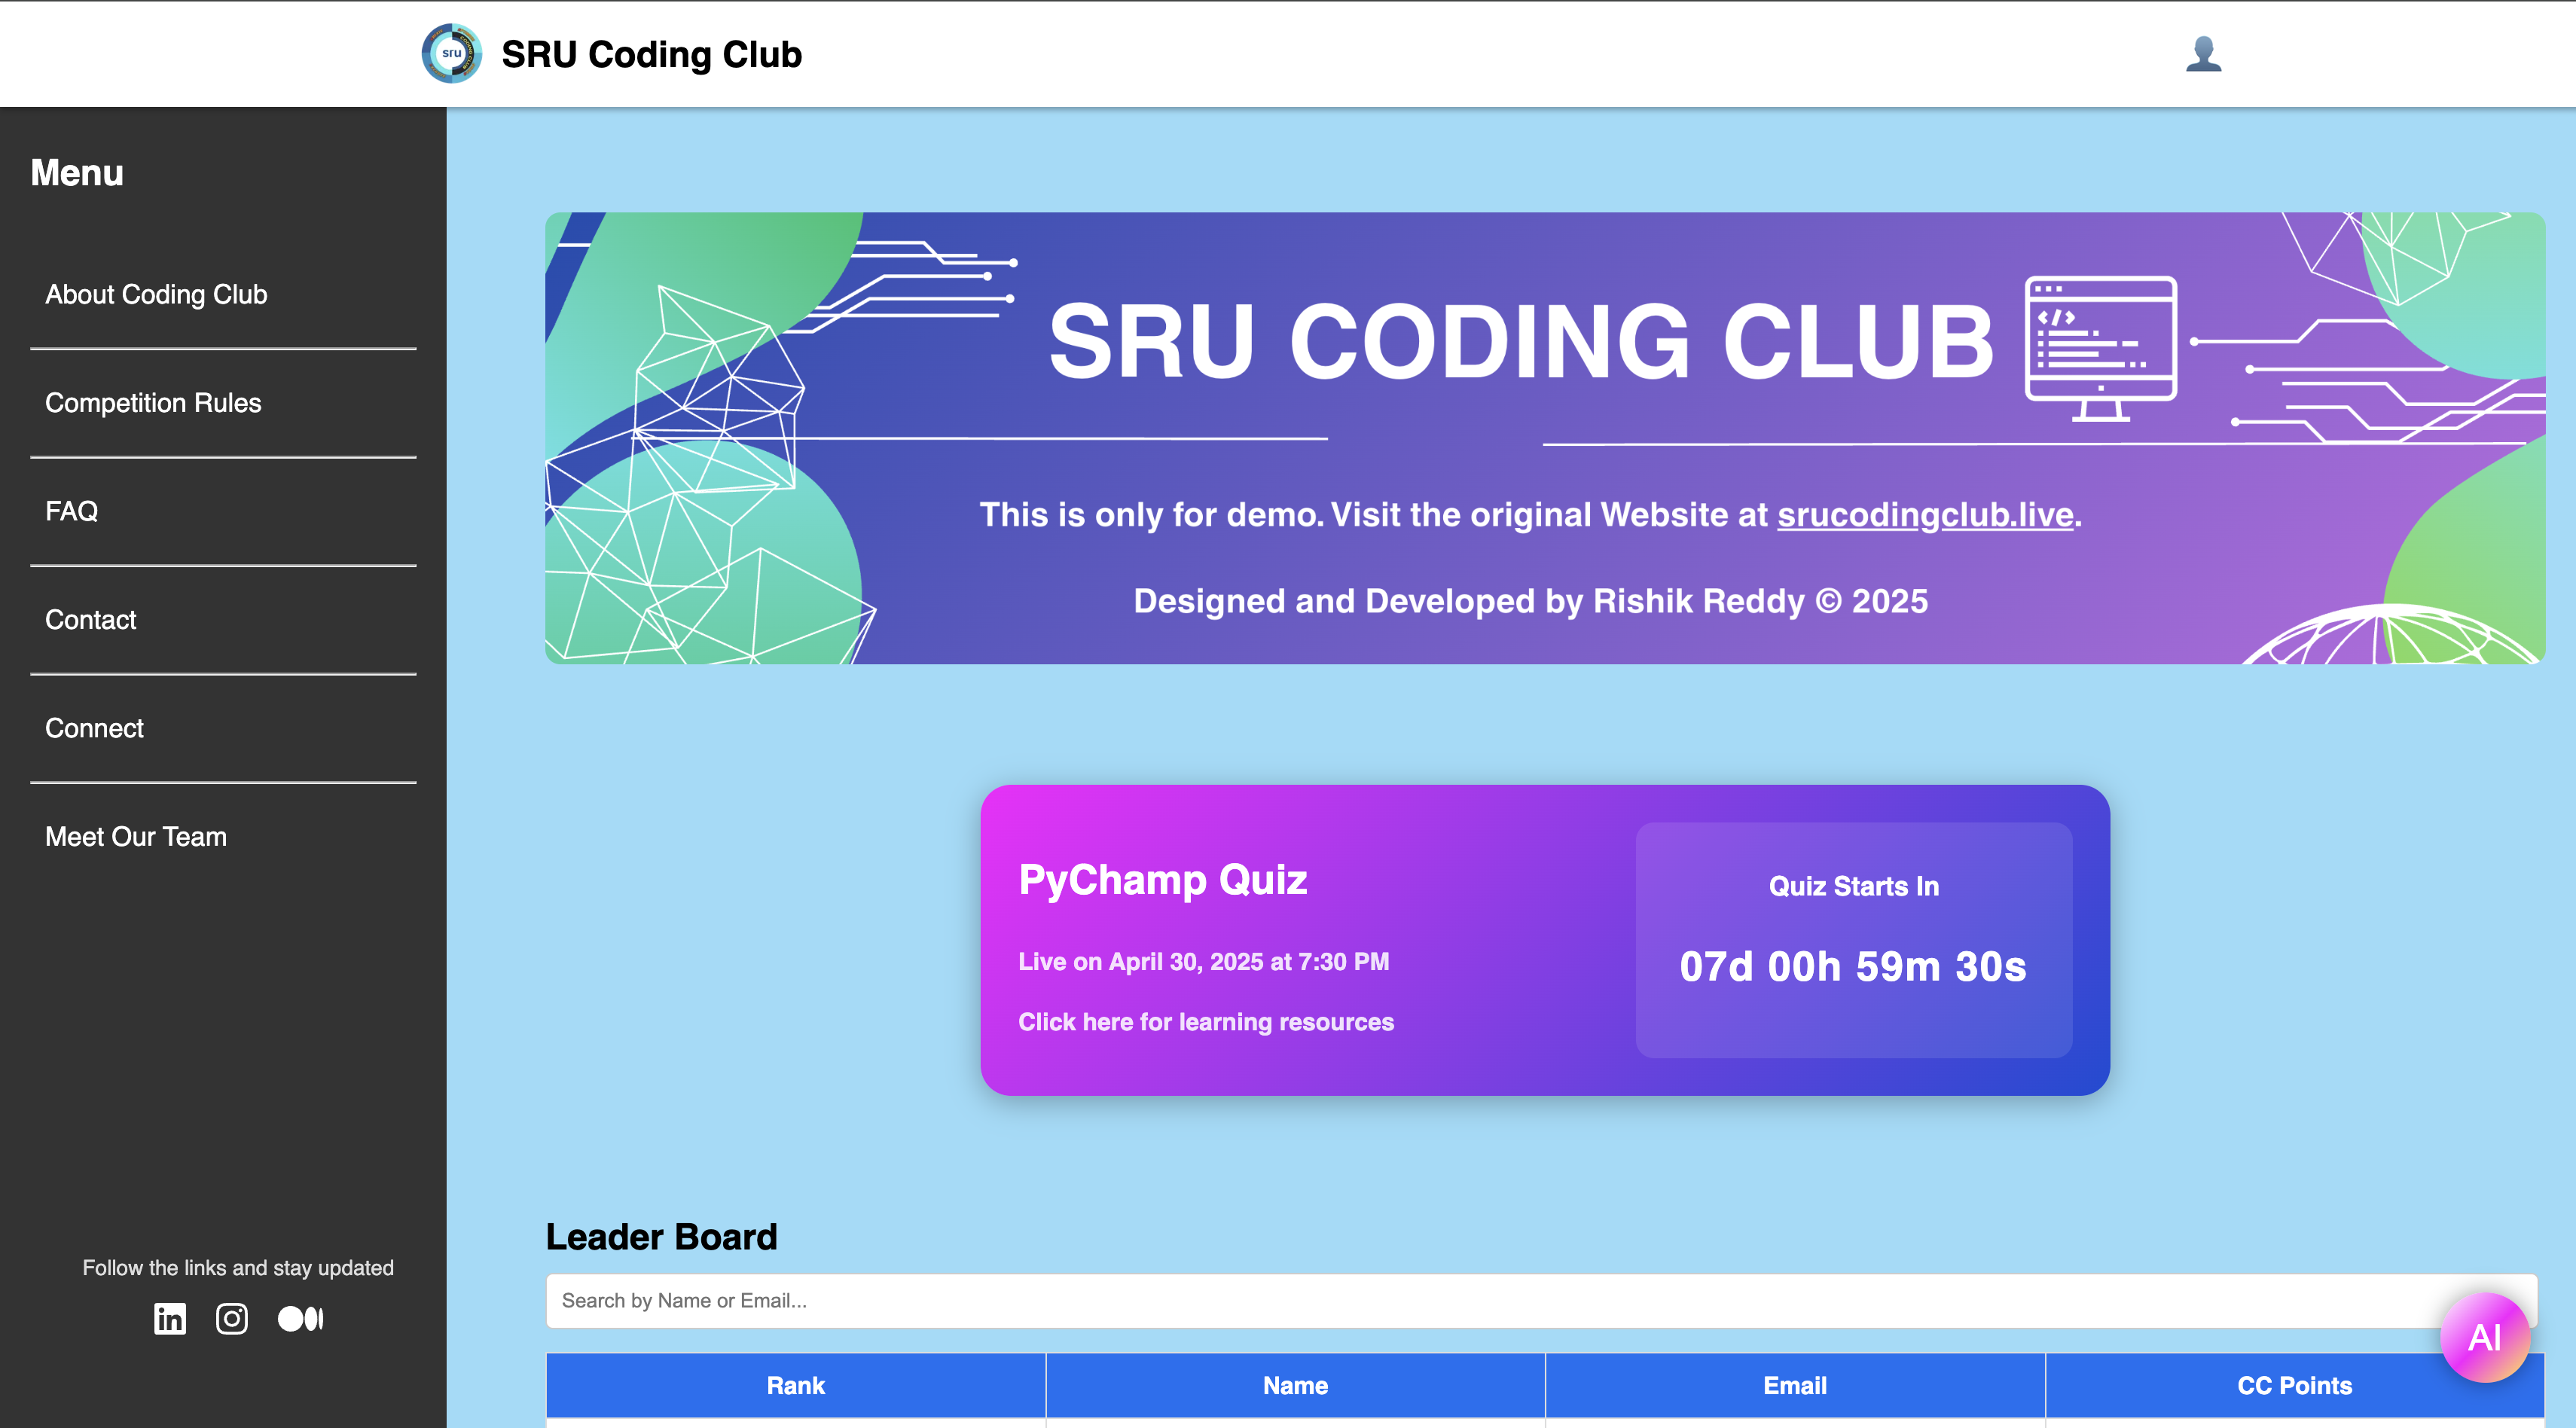 sru
SRU Coding Club
Menu
About Coding Club
Competition Rules
FAQ
Contact
Connect
Meet Our Team
Follow the links and stay updated
in
SRU CODING CLUB
</>
This is only for demo. Visit the original Website at srucodingclub.live.
Designed and Developed by Rishik Reddy © 2025
PyChamp Quiz
Live on April 30, 2025 at 7:30 PM
Click here for learning resources
Quiz Starts In
07d 00h 59m 30s
Leader Board
Search by Name or Email...
AI
Rank Name Email CC Points